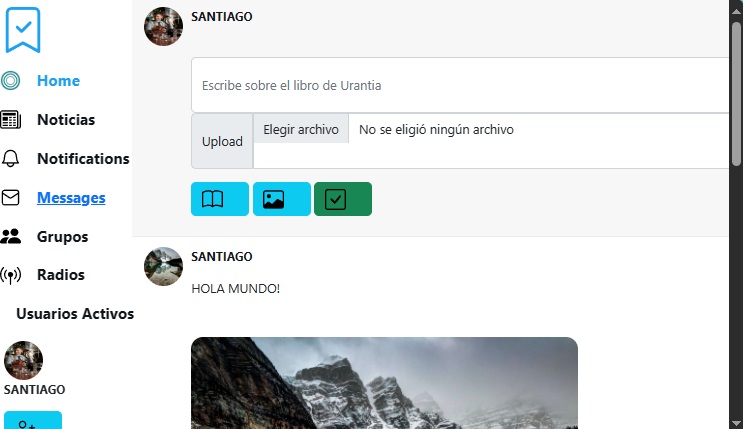 Home
Noticias
Notifications
Messages
Grupos
Radios
Usuarios Activos
SANTIAGO
SANTIAGO
Escribe sobre el libro de Urantia
Upload Elegir archivo No se eligió ningún archivo
SANTIAGO
HOLA MUNDO!